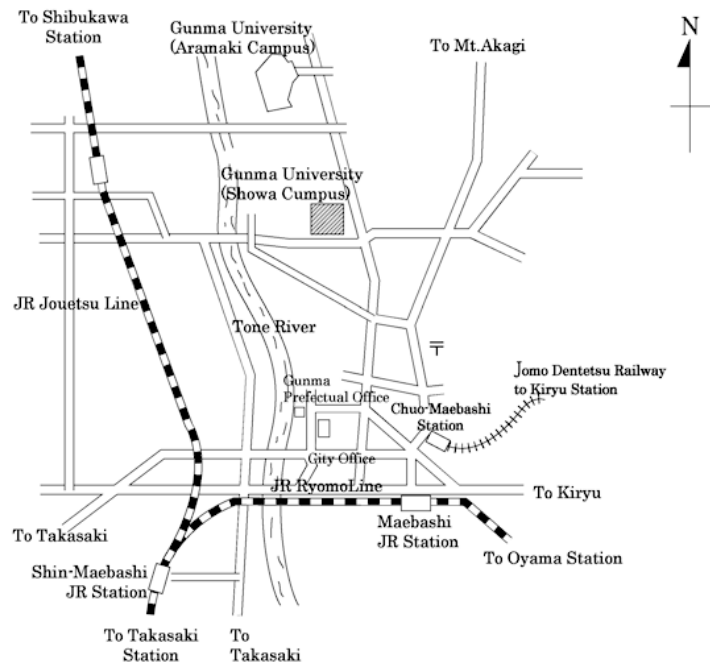 To Shibukawa
Station
Gunma University
(Aramaki Campus)
To Mt.Akagi
N
Gunma University
(Showa Cumpus)
JR Jouetsu Line
Tone River
〒
Gunma
Prefectual Office
Jomo Dentetsu Railway
to Kiryu Station
Chuo-Maebashi
Station
City Office
JR RyomoLine
To Kiryu
To Takasaki
Maebashi
JR Station
To Oyama Station
Shin-Maebashi
JR Station
To Takasaki
Station
To
Takasaki